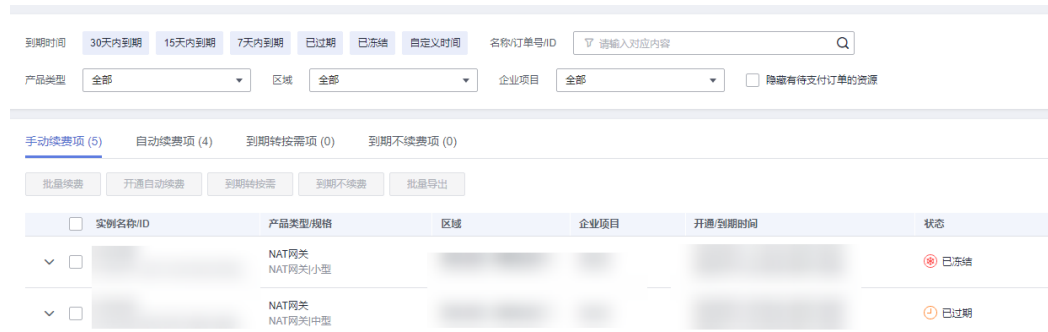 到期时间 30天内到期 15天内到期 7天内到期 已过期 已冻结 自定义时间 名称/订单号/ID 请输入对应内容
产品类型 全部 区域 全部 企业项目 全部 隐藏有待支付订单的资源
手动续费项 (5) 自动续费项 (4) 到期转按需项 (0) 到期不续费项 (0)
批量续费 开通自动续费 到期转按需 到期不续费 批量导出
实例名称/ID 产品类型/规格 区域 企业项目 开通/到期时间 状态
NAT网关
NAT网关|小型
已冻结
NAT网关
NAT网关|中型
已过期